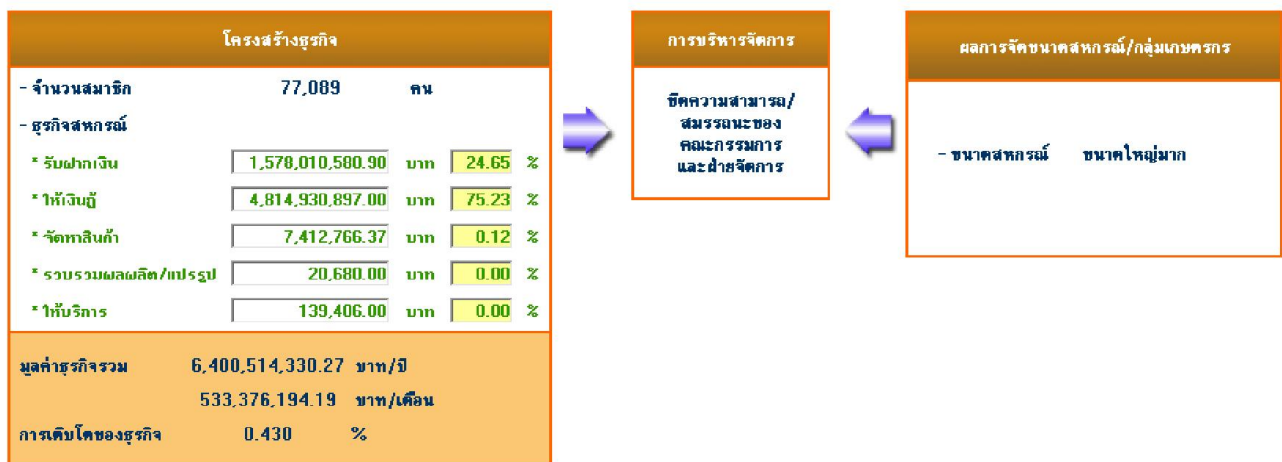 โครงสร้างธุรกิจ
- จำนวนสมาชิก 77,089 คน
- ธุรกิจสหกรณ์
* รับฝากเงิน 1,578,010,580.90 บาท 24.65 %
* ให้เงินกู้ 4,814,930,897.00 บาท 75.23 %
* จัดหาสินค้า 7,412,766.37 บาท 0.12 %
* รวบรวมผลผลิต/แปรรูป 20,680.00 บาท 0.00 %
* ให้บริการ 139,406.00 บาท 0.00 %
มูลค่าธุรกิจรวม 6,400,514,330.27 บาท/ปี
533,376,194.19 บาท/เดือน
การเติบโตของธุรกิจ 0.430 %
การบริหารจัดการ
ขีดความสามารถ/
สมรรถนะของ
คณะกรรมการ
และฝ่ายจัดการ
ผลการจัดขนาดสหกรณ์/กลุ่มเกษตรกร
- ขนาดสหกรณ์ ขนาดใหญ่มาก